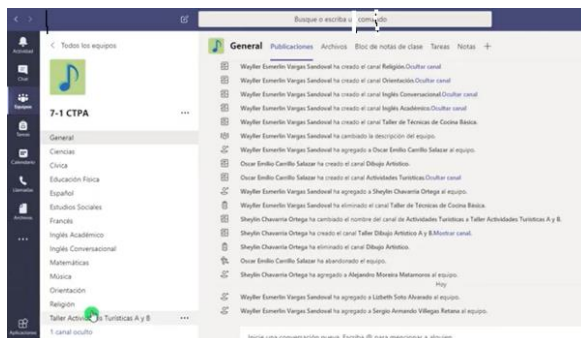 Busque o escriba un comando
Actividad
Chat
Equipos
Tareas
Calendario
Llamadas
Archivos
Aplicaciones
Todos los equipos
7-1 CTPA
General
Ciencias
Cívica
Educación Física
Español
Estudios Sociales
Francés
Inglés Académico
Inglés Conversacional
Matemáticas
Música
Orientación
Religión
Taller Actividades Turísticas A y B
1 canal oculto
General Publicaciones Archivos Bloc de notas de clase Tareas Notas +
Wayller Esmerlin Vargas Sandoval ha creado el canal Religión.Ocultar canal
Wayller Esmerlin Vargas Sandoval ha creado el canal Orientación.Ocultar canal
Wayller Esmerlin Vargas Sandoval ha creado el canal Inglés Conversacional.Ocultar canal
Wayller Esmerlin Vargas Sandoval ha creado el canal Inglés Académico.Ocultar canal
Wayller Esmerlin Vargas Sandoval ha creado el canal Taller de Técnicas de Cocina Básica.
Wayller Esmerlin Vargas Sandoval ha cambiado la descripción del equipo.
Wayller Esmerlin Vargas Sandoval ha agregado a Oscar Emilio Carrillo Salazar al equipo.
Oscar Emilio Carrillo Salazar ha creado el canal Dibujo Artístico.
Oscar Emilio Carrillo Salazar ha creado el canal Actividades Turísticas.Ocultar canal
Wayller Esmerlin Vargas Sandoval ha agregado a Sheylin Chavarria Ortega al equipo.
Wayller Esmerlin Vargas Sandoval ha eliminado el canal Taller de Técnicas de Cocina Básica.
Sheylin Chavarria Ortega ha cambiado el nombre del canal de Actividades Turísticas a Taller Actividades Turísticas A y B.
Sheylin Chavarria Ortega ha creado el canal Taller Dibujo Artístico A y B.Mostrar canal.
Sheylin Chavarria Ortega ha eliminado el canal Dibujo Artístico.
Oscar Emilio Carrillo Salazar ha abandonado el equipo.
Sheylin Chavarria Ortega ha agregado a Alejandro Moreira Matamoros al equipo.
Hoy
Wayller Esmerlin Vargas Sandoval ha agregado a Lizbeth Soto Alvarado al equipo.
Wayller Esmerlin Vargas Sandoval ha agregado a Sergio Armando Villegas Retana al equipo.
Inicie una conversación nueva. Escriba @ para mencionar a alguien.